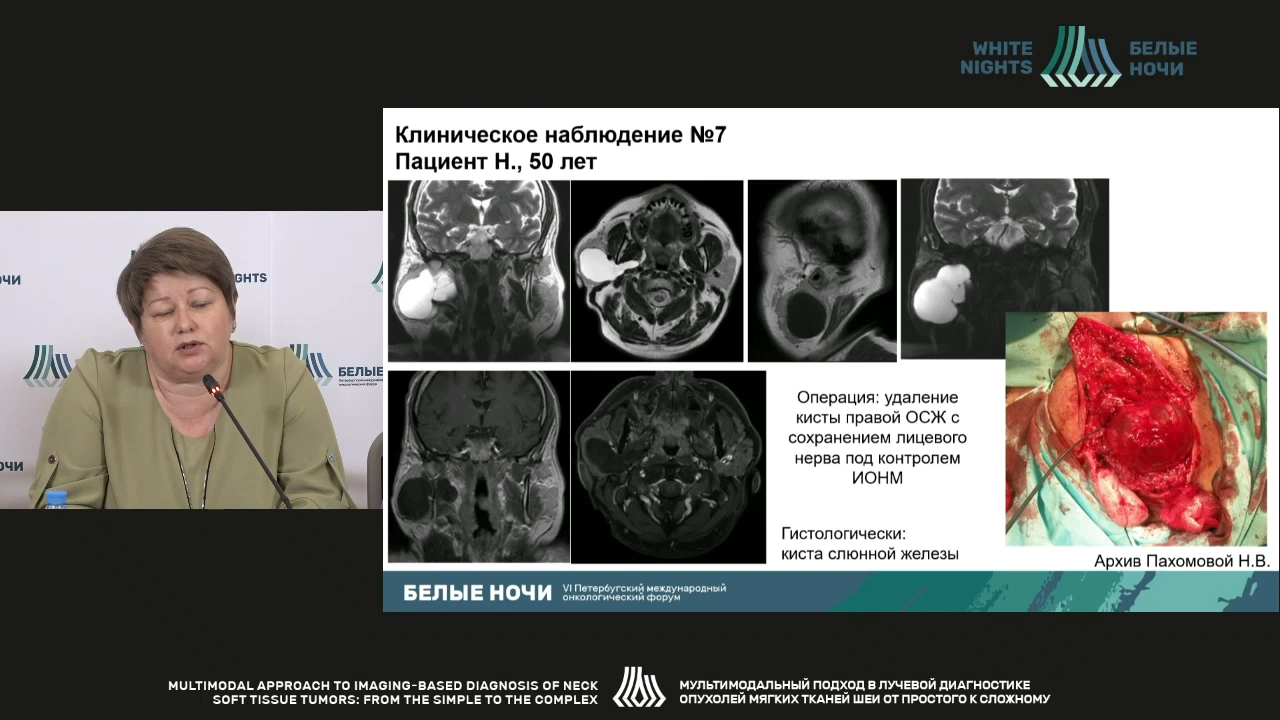 WHITE
NIGHTS
БЕЛЫЕ
НОЧИ
Клиническое наблюдение №7
Пациент Н., 50 лет
Операция: удаление
кисты правой ОСЖ с
сохранением лицевого
нерва под контролем
ИОНМ
Гистологически:
киста слюнной железы
Архив Пахомовой Н.В.
БЕЛЫЕ НОЧИ
VI Петербугский международный
онкологический форум
MULTIMODAL APPROACH TO IMAGING-BASED DIAGNOSIS OF NECK
SOFT TISSUE TUMORS: FROM THE SIMPLE TO THE COMPLEX
МУЛЬТИМОДАЛЬНЫЙ ПОДХОД В ЛУЧЕВОЙ ДИАГНОСТИКЕ
ОПУХОЛЕЙ МЯГКИХ ТКАНЕЙ ШЕИ ОТ ПРОСТОГО К СЛОЖНОМУ